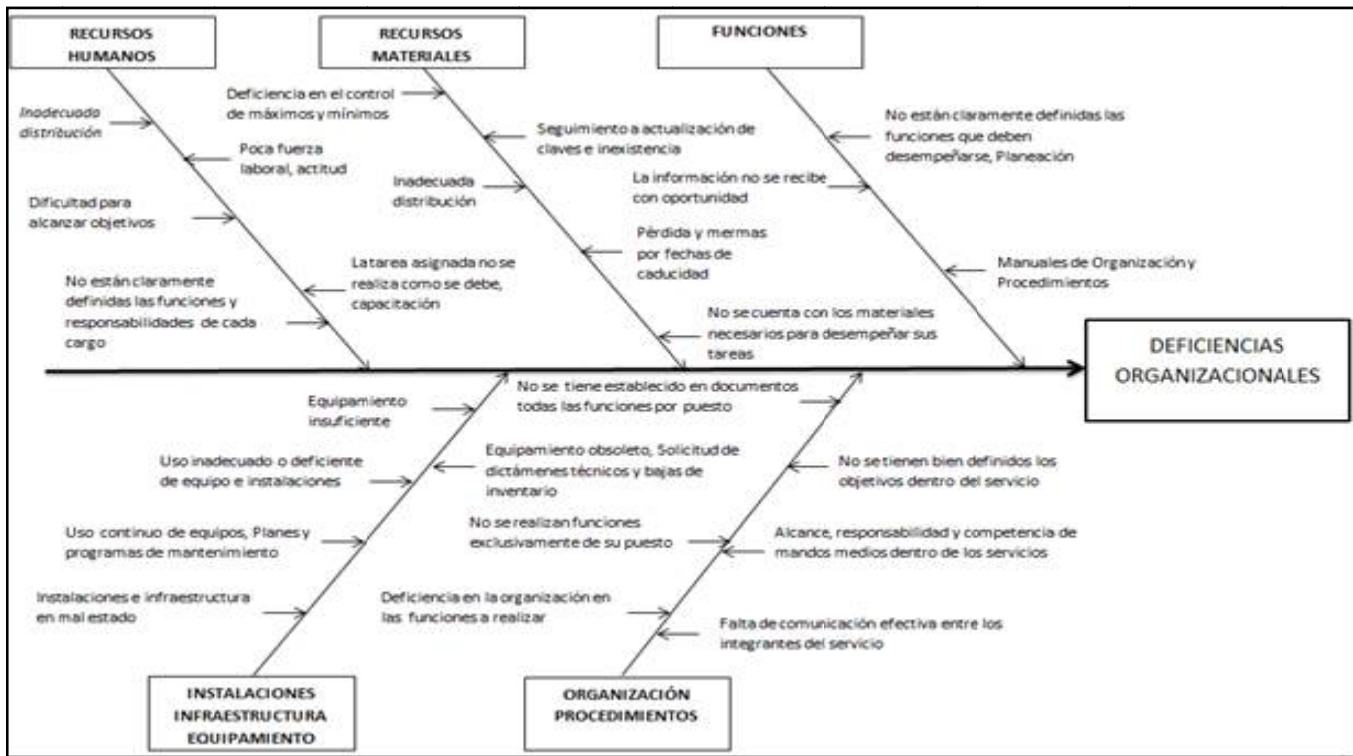 RECURSOS
HUMANOS
RECURSOS
MATERIALES
FUNCIONES
Inadecuada
distribución
Poca fuerza
laboral, actitud
Dificultad para
alcanzar objetivos
La tarea asignada no se
realiza como se debe,
capacitación
No están claramente
definidas las funciones y
responsabilidades de cada
cargo
Deficiencia en el control
de máximos y mínimos
Seguimiento a actualización de
claves e inexistencia
Inadecuada
distribución
Pérdida y mermas
por fechas de
caducidad
No se cuenta con los materiales
necesarios para desempeñar sus
tareas
No están claramente definidas las
funciones que deben
desempeñarse, Planeación
La información no se recibe
con oportunidad
Manuales de Organización y
Procedimientos
DEFICIENCIAS
ORGANIZACIONALES
Equipamiento
insuficiente
Equipamiento obsoleto, Solicitud de
dictámenes técnicos y bajas de
inventario
Uso inadecuado o deficiente
de equipo e instalaciones
Uso continuo de equipos, Planes y
programas de mantenimiento
Instalaciones e infraestructura
en mal estado
No se tiene establecido en documentos
todas las funciones por puesto
No se tienen bien definidos los
objetivos dentro del servicio
No se realizan funciones
exclusivamente de su puesto
Alcance, responsabilidad y competencia de
mandos medios dentro de los servicios
Deficiencia en la organización en
las funciones a realizar
Falta de comunicación efectiva entre los
integrantes del servicio
INSTALACIONES
INFRAESTRUCTURA
EQUIPAMIENTO
ORGANIZACIÓN
PROCEDIMIENTOS